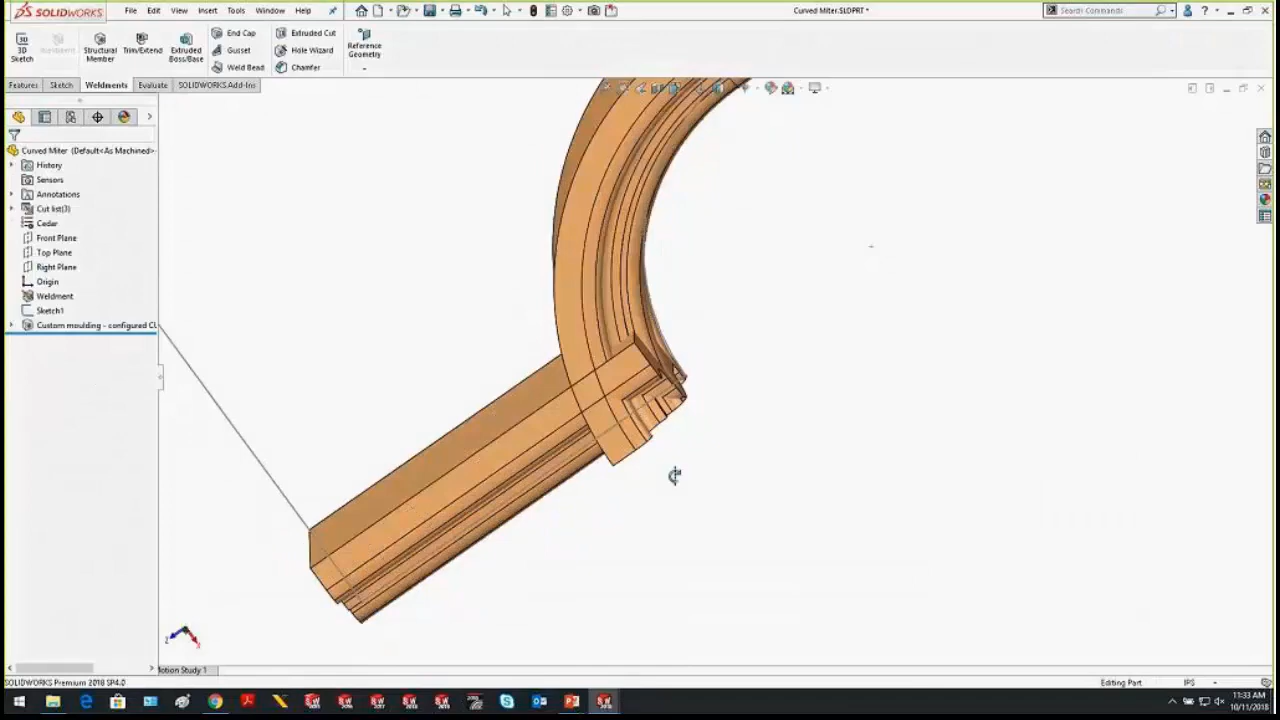 SOLIDWORKS File Edit View Insert Tools Window Help Curved Miter.SLDPRT * Search Commands
3D Sketch Weldment Structural Member Trim/Extend Extruded Boss/Base End Cap Gusset Weld Bead Extruded Cut Hole Wizard Chamfer Reference Geometry
Features Sketch Weldments Evaluate SOLIDWORKS Add-Ins
Curved Miter (Default<As Machined>
History
Sensors
Annotations
Cut list(3)
Cedar
Front Plane
Top Plane
Right Plane
Origin
Weldment
Sketch1
Custom moulding - configured C
Z X
Motion Study 1
SOLIDWORKS Premium 2018 SP4.0 Editing Part IPS
11:33 AM
10/11/2018